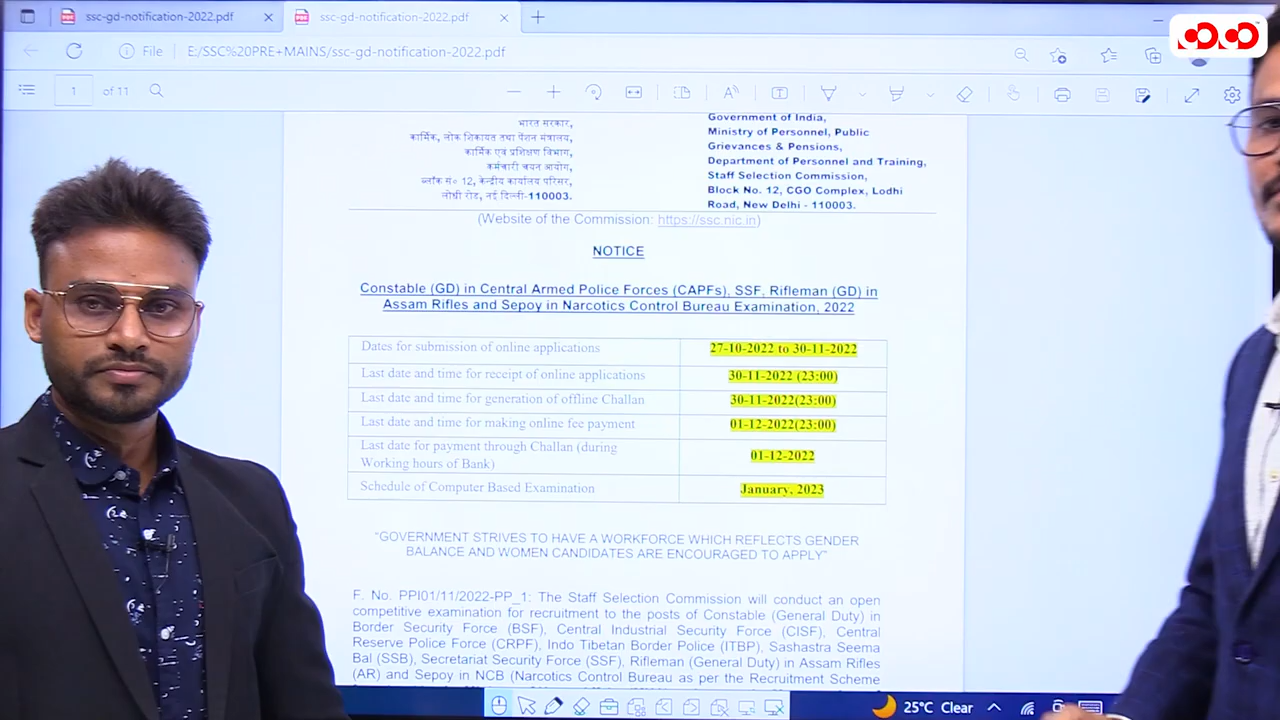 ssc-gd-notification-2022.pdf
ssc-gd-notification-2022.pdf
File
E:/SSC%20PRE+MAINS/ssc-gd-notification-2022.pdf
1 of 11
भारत सरकार,
कार्मिक, लोक शिकायत तथा पेंशन मंत्रालय,
कार्मिक एवं प्रशिक्षण विभाग,
कर्मचारी चयन आयोग,
ब्लॉक सं० 12, केन्द्रीय कार्यालय परिसर,
लोधी रोड, नई दिल्ली-110003.
Government of India,
Ministry of Personnel, Public
Grievances & Pensions,
Department of Personnel and Training,
Staff Selection Commission,
Block No. 12, CGO Complex, Lodhi
Road, New Delhi - 110003.
(Website of the Commission: https://ssc.nic.in)
NOTICE
Constable (GD) in Central Armed Police Forces (CAPFs), SSF, Rifleman (GD) in
Assam Rifles and Sepoy in Narcotics Control Bureau Examination, 2022
Dates for submission of online applications 27-10-2022 to 30-11-2022
Last date and time for receipt of online applications 30-11-2022 (23:00)
Last date and time for generation of offline Challan 30-11-2022(23:00)
Last date and time for making online fee payment 01-12-2022(23:00)
Last date for payment through Challan (during
Working hours of Bank) 01-12-2022
Schedule of Computer Based Examination January, 2023
“GOVERNMENT STRIVES TO HAVE A WORKFORCE WHICH REFLECTS GENDER
BALANCE AND WOMEN CANDIDATES ARE ENCOURAGED TO APPLY”
F. No. PPI01/11/2022-PP_1: The Staff Selection Commission will conduct an open
competitive examination for recruitment to the posts of Constable (General Duty) in
Border Security Force (BSF), Central Industrial Security Force (CISF), Central
Reserve Police Force (CRPF), Indo Tibetan Border Police (ITBP), Sashastra Seema
Bal (SSB), Secretariat Security Force (SSF), Rifleman (General Duty) in Assam Rifles
(AR) and Sepoy in NCB (Narcotics Control Bureau as per the Recruitment Scheme
25°C Clear